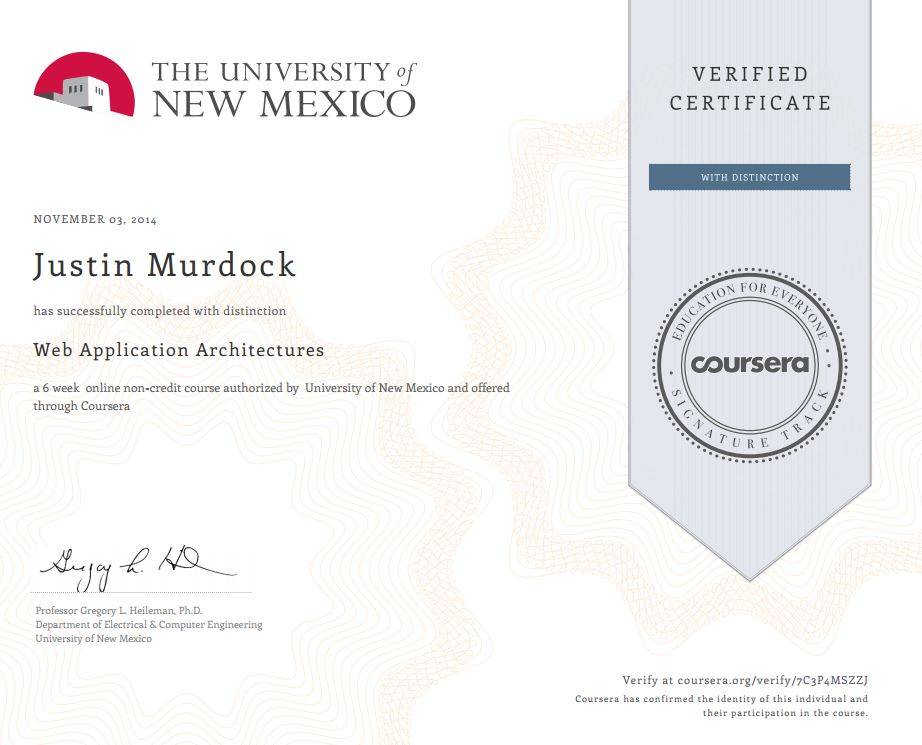 THE UNIVERSITY of
NEW MEXICO
VERIFIED
CERTIFICATE
WITH DISTINCTION
NOVEMBER 03, 2014
Justin Murdock
has successfully completed with distinction
Web Application Architectures
a 6 week online non-credit course authorized by University of New Mexico and offered
through Coursera
EDUCATION FOR EVERYONE
coursera
SIGNATURE TRACK
Professor Gregory L. Heileman, Ph.D.
Department of Electrical & Computer Engineering
University of New Mexico
Verify at coursera.org/verify/7C3P4MSZZJ
Coursera has confirmed the identity of this individual and
their participation in the course.